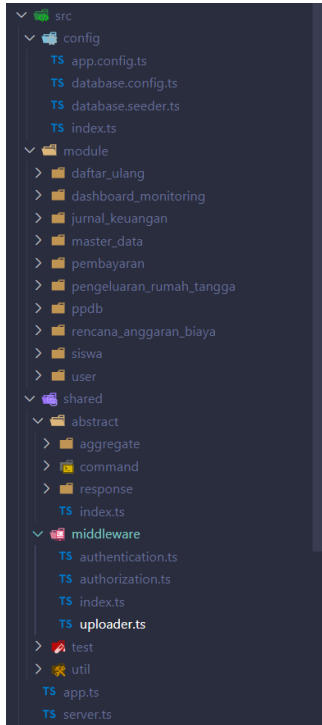 src
config
TS app.config.ts
TS database.config.ts
TS database.seeder.ts
TS index.ts
module
daftar_ulang
dashboard_monitoring
jurnal_keuangan
master_data
pembayaran
pengeluaran_rumah_tangga
ppdb
rencana_anggaran_biaya
siswa
user
shared
abstract
aggregate
command
response
TS index.ts
middleware
TS authentication.ts
TS authorization.ts
TS index.ts
TS uploader.ts
test
util
TS app.ts
TS server.ts